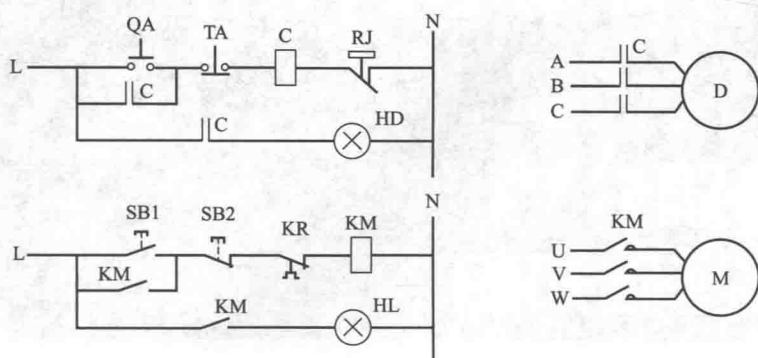 QA TA C RJ N
L
C
C HD
A C
B D
C
SB1 SB2 KR KM N
L
KM
KM HL
KM
U
V M
W